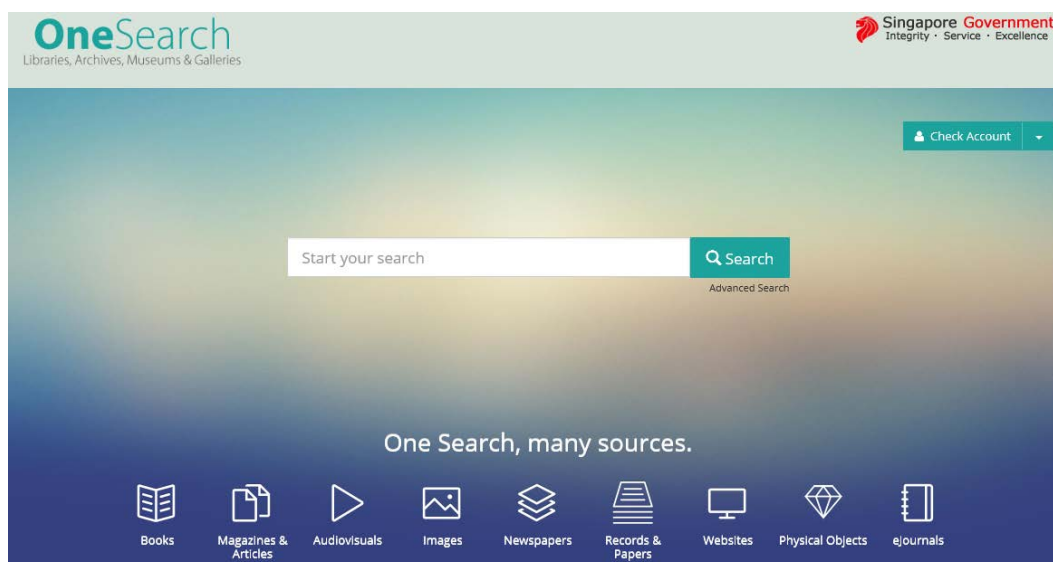 OneSearch
Libraries, Archives, Museums & Galleries
Singapore Government
Integrity · Service · Excellence
Check Account
Start your search
Search
Advanced Search
One Search, many sources.
Books
Magazines &
Articles
Audiovisuals
Images
Newspapers
Records &
Papers
Websites
Physical Objects
eJournals